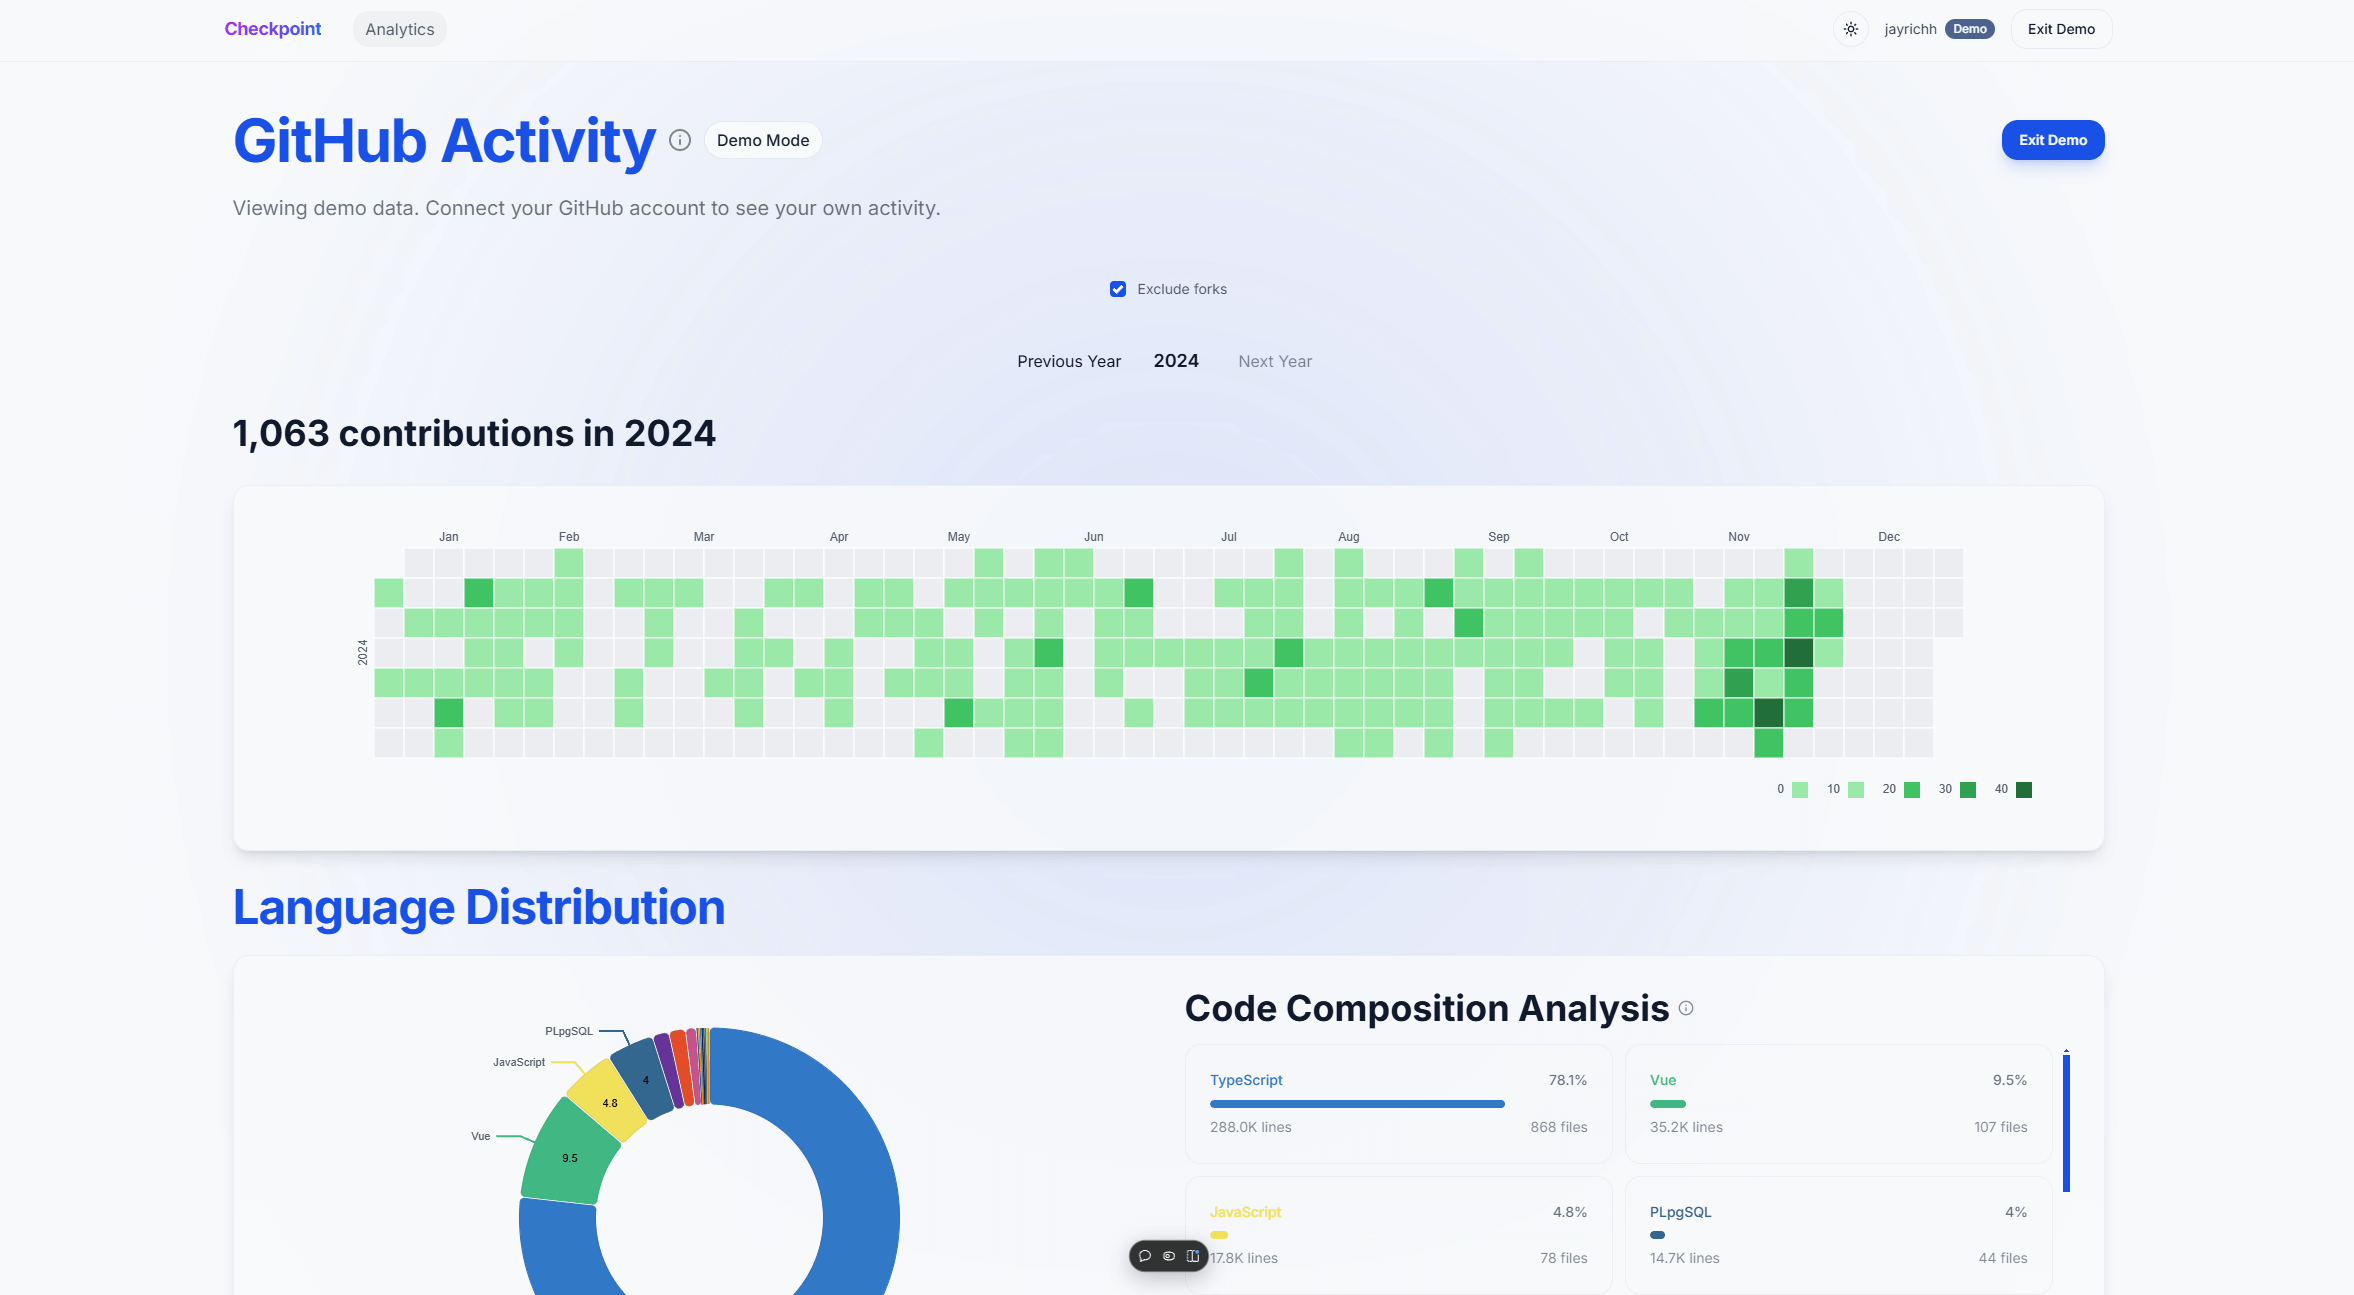 Checkpoint
Analytics
jayrichh
Demo
Exit Demo
GitHub Activity
Demo Mode
Exit Demo
Viewing demo data. Connect your GitHub account to see your own activity.
Exclude forks
Previous Year
2024
Next Year
1,063 contributions in 2024
Jan Feb Mar Apr May Jun Jul Aug Sep Oct Nov Dec
2024
0 10 20 30 40
Language Distribution
PLpgSQL
JavaScript
Vue
4
4.8
9.5
Code Composition Analysis
TypeScript 78.1%
288.0K lines 868 files
Vue 9.5%
35.2K lines 107 files
JavaScript 4.8%
17.8K lines 78 files
PLpgSQL 4%
14.7K lines 44 files